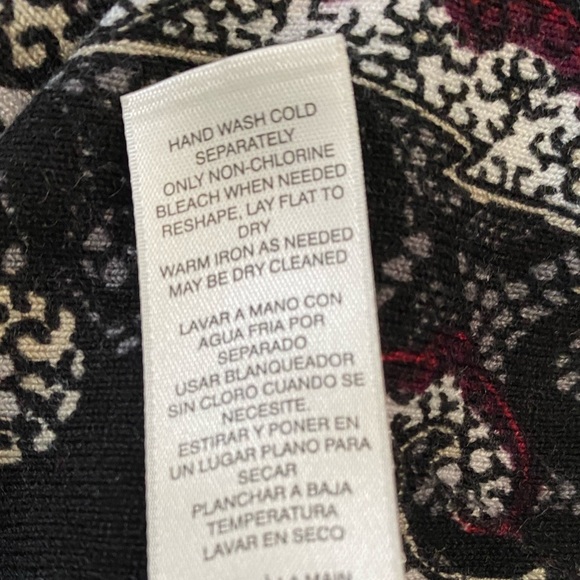 HAND WASH COLD
SEPARATELY
ONLY NON-CHLORINE
BLEACH WHEN NEEDED
RESHAPE, LAY FLAT TO
DRY
WARM IRON AS NEEDED
MAY BE DRY CLEANED
LAVAR A MANO CON
AGUA FRIA POR
SEPARADO
USAR BLANQUEADOR
SIN CLORO CUANDO SE
NECESITE.
ESTIRAR Y PONER EN
UN LUGAR PLANO PARA
SECAR
PLANCHAR A BAJA
TEMPERATURA
LAVAR EN SECO
LA MAIN